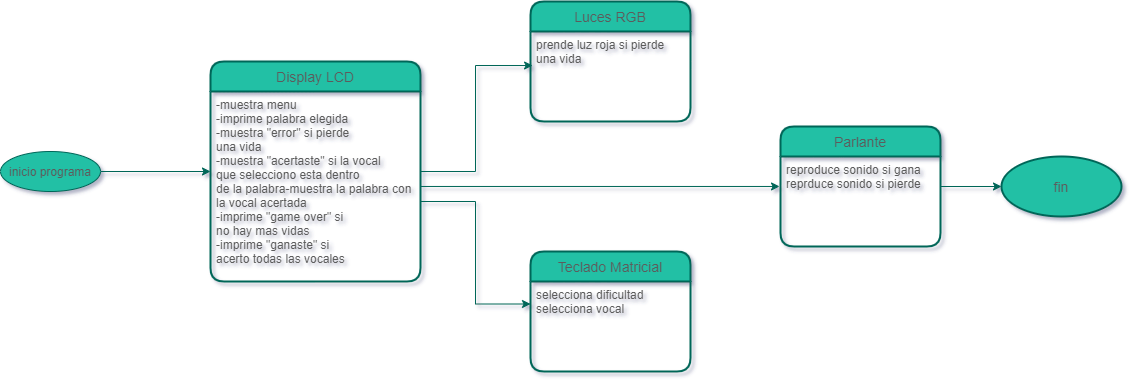 inicio programa
Display LCD
-muestra menu
-imprime palabra elegida
-muestra "error" si pierde
una vida
-muestra "acertaste" si la vocal
que selecciono esta dentro
de la palabra-muestra la palabra con
la vocal acertada
-imprime "game over" si
no hay mas vidas
-imprime "ganaste" si
acerto todas las vocales
Luces RGB
prende luz roja si pierde
una vida
Teclado Matricial
selecciona dificultad
selecciona vocal
Parlante
reproduce sonido si gana
reprduce sonido si pierde
fin